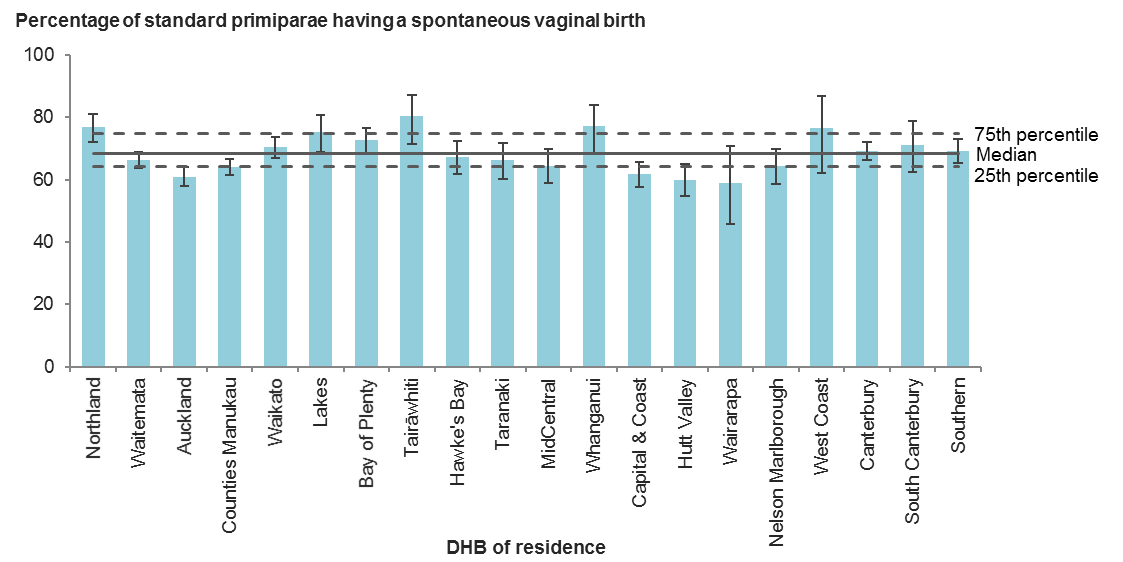 Percentage of standard primiparae having a spontaneous vaginal birth
100
80
60
40
20
0
75th percentile
Median
25th percentile
Northland
Waitemata
Auckland
Counties Manukau
Waikato
Lakes
Bay of Plenty
Tairāwhiti
Hawke's Bay
Taranaki
MidCentral
Whanganui
Capital & Coast
Hutt Valley
Wairarapa
Nelson Marlborough
West Coast
Canterbury
South Canterbury
Southern
DHB of residence